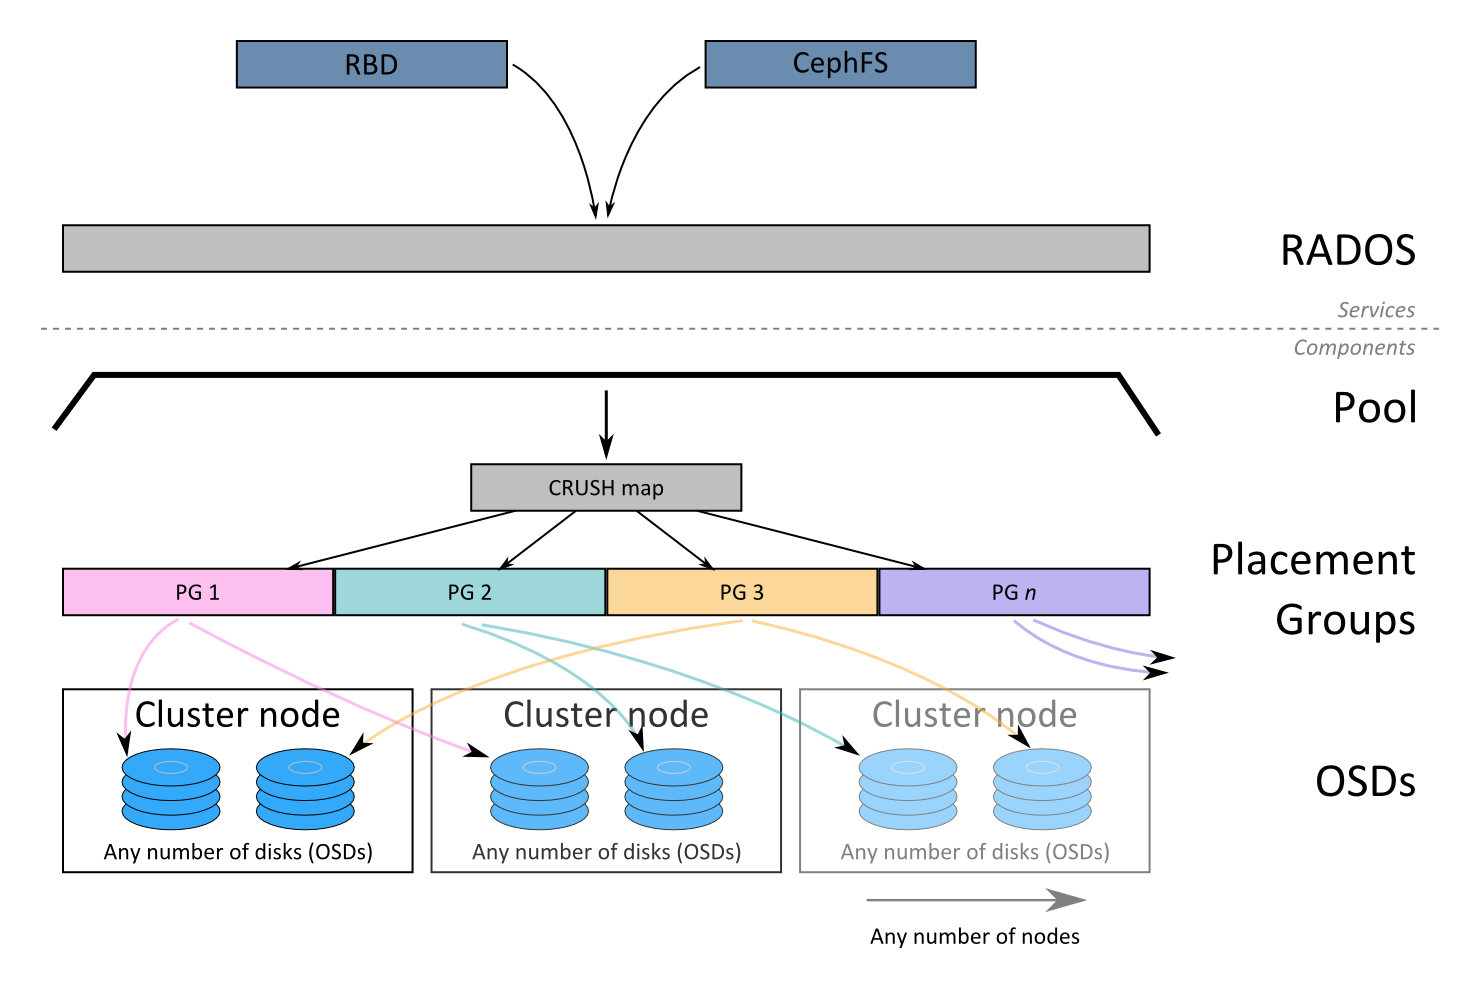 RBD
CephFS
RADOS
Services
Components
Pool
CRUSH map
Placement
Groups
PG 1
PG 2
PG 3
PG n
Cluster node
Cluster node
Cluster node
OSDs
Any number of disks (OSDs)
Any number of disks (OSDs)
Any number of disks (OSDs)
Any number of nodes